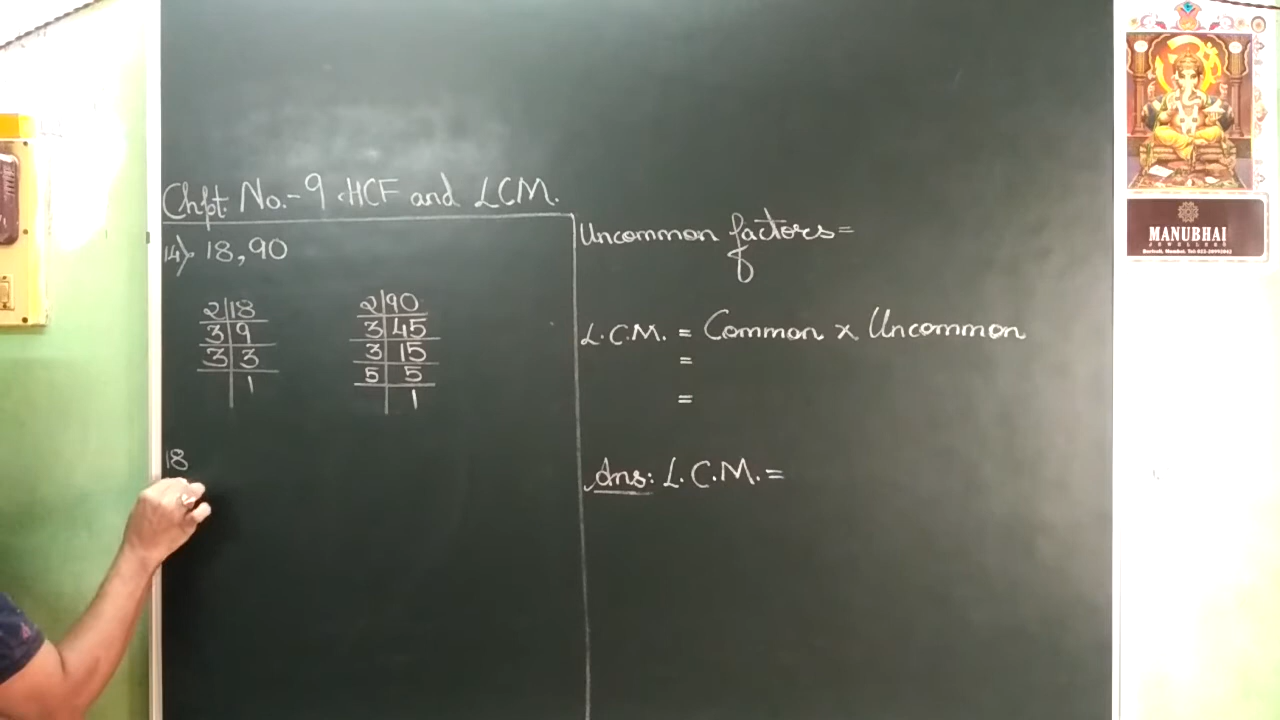 Chpt. No.- 9 HCF and LCM.
14) 18, 90
2 18
3 9
3 3
1
2 90
3 45
3 15
5 5
1
18
Uncommon factors =
L.C.M. = Common x Uncommon
=
=
Ans: L.C.M. =
MANUBHAI
JEWELLERS